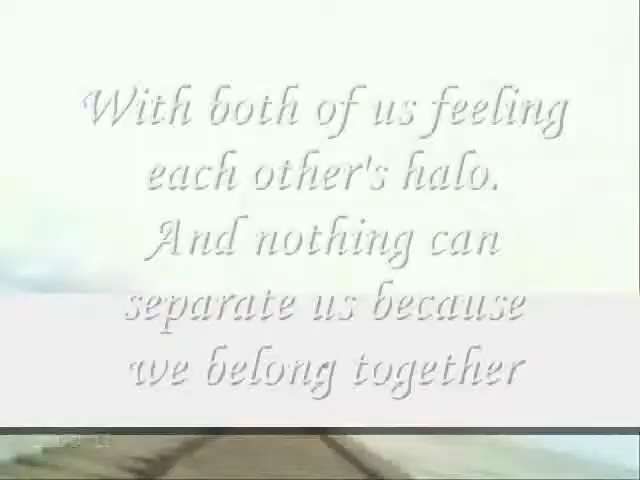 With both of us feeling
each other's halo.
And nothing can
separate us because
we belong together